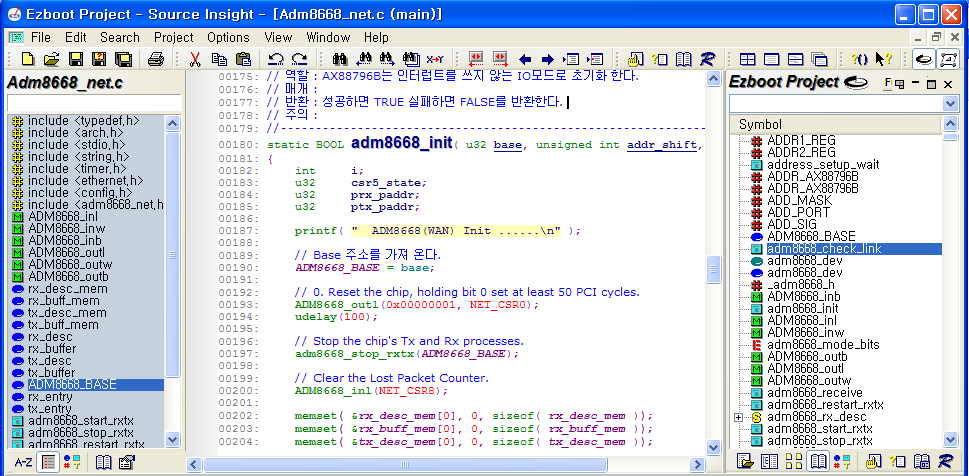 Ezboot Project - Source Insight - [Adm8668_net.c (main)]
File Edit Search Project Options View Window Help
Adm8668_net.c
include <typedef.h>
include <arch.h>
include <stdio.h>
include <string.h>
include <timer.h>
include <ethernet.h>
include <config.h>
include <adm8668_net.h
ADM8668_inl
ADM8668_inw
ADM8668_inb
ADM8668_outl
ADM8668_outw
ADM8668_outb
rx_desc_mem
rx_buff_mem
tx_desc_mem
tx_buff_mem
rx_desc
rx_buffer
tx_desc
tx_buffer
ADM8668_BASE
rx_entry
tx_entry
adm8668_start_rxtx
adm8668_stop_rxtx
adm8668_restart_rxtx
A-Z
00175: // 역할 : AX88796B는 인터럽트를 쓰지 않는 IO모드로 초기화 한다.
00176: // 매개 :
00177: // 반환 : 성공하면 TRUE 실패하면 FALSE를 반환한다.
00178: // 주의 :
00179: //------------------------------------------------------------
00180: static BOOL adm8668_init( u32 base, unsigned int addr_shift,
00181: {
00182: int i;
00183: u32 csr5_state;
00184: u32 prx_paddr;
00185: u32 ptx_paddr;
00186:
00187: printf( " ADM8668(WAN) Init ......\n" );
00188:
00189: // Base 주소를 가져 온다.
00190: ADM8668_BASE = base;
00191:
00192: // 0. Reset the chip, holding bit 0 set at least 50 PCI cycles.
00193: ADM8668_outl(0x00000001, NET_CSR0);
00194: udelay(100);
00195:
00196: // Stop the chip's Tx and Rx processes.
00197: adm8668_stop_rxtx(ADM8668_BASE);
00198:
00199: // Clear the Lost Packet Counter.
00200: ADM8668_inl(NET_CSR8);
00201:
00202: memset( &rx_desc_mem[0], 0, sizeof( rx_desc_mem ));
00203: memset( &rx_buff_mem[0], 0, sizeof( rx_buff_mem ));
00204: memset( &tx_desc_mem[0], 0, sizeof( tx_desc_mem ));
Ezboot Project
Symbol
ADDR1_REG
ADDR2_REG
address_setup_wait
ADDR_AX88796B
ADDR_AX88796B
ADD_MASK
ADD_PORT
ADD_SIG
ADM8668_BASE
adm8668_check_link
adm8668_dev
adm8668_dev
_adm8668_h
ADM8668_inb
adm8668_init
ADM8668_inl
ADM8668_inw
adm8668_mode_bits
ADM8668_outb
ADM8668_outl
ADM8668_outw
adm8668_receive
adm8668_restart_rxtx
adm8668_rx_desc
adm8668_start_rxtx
adm8668_stop_rxtx